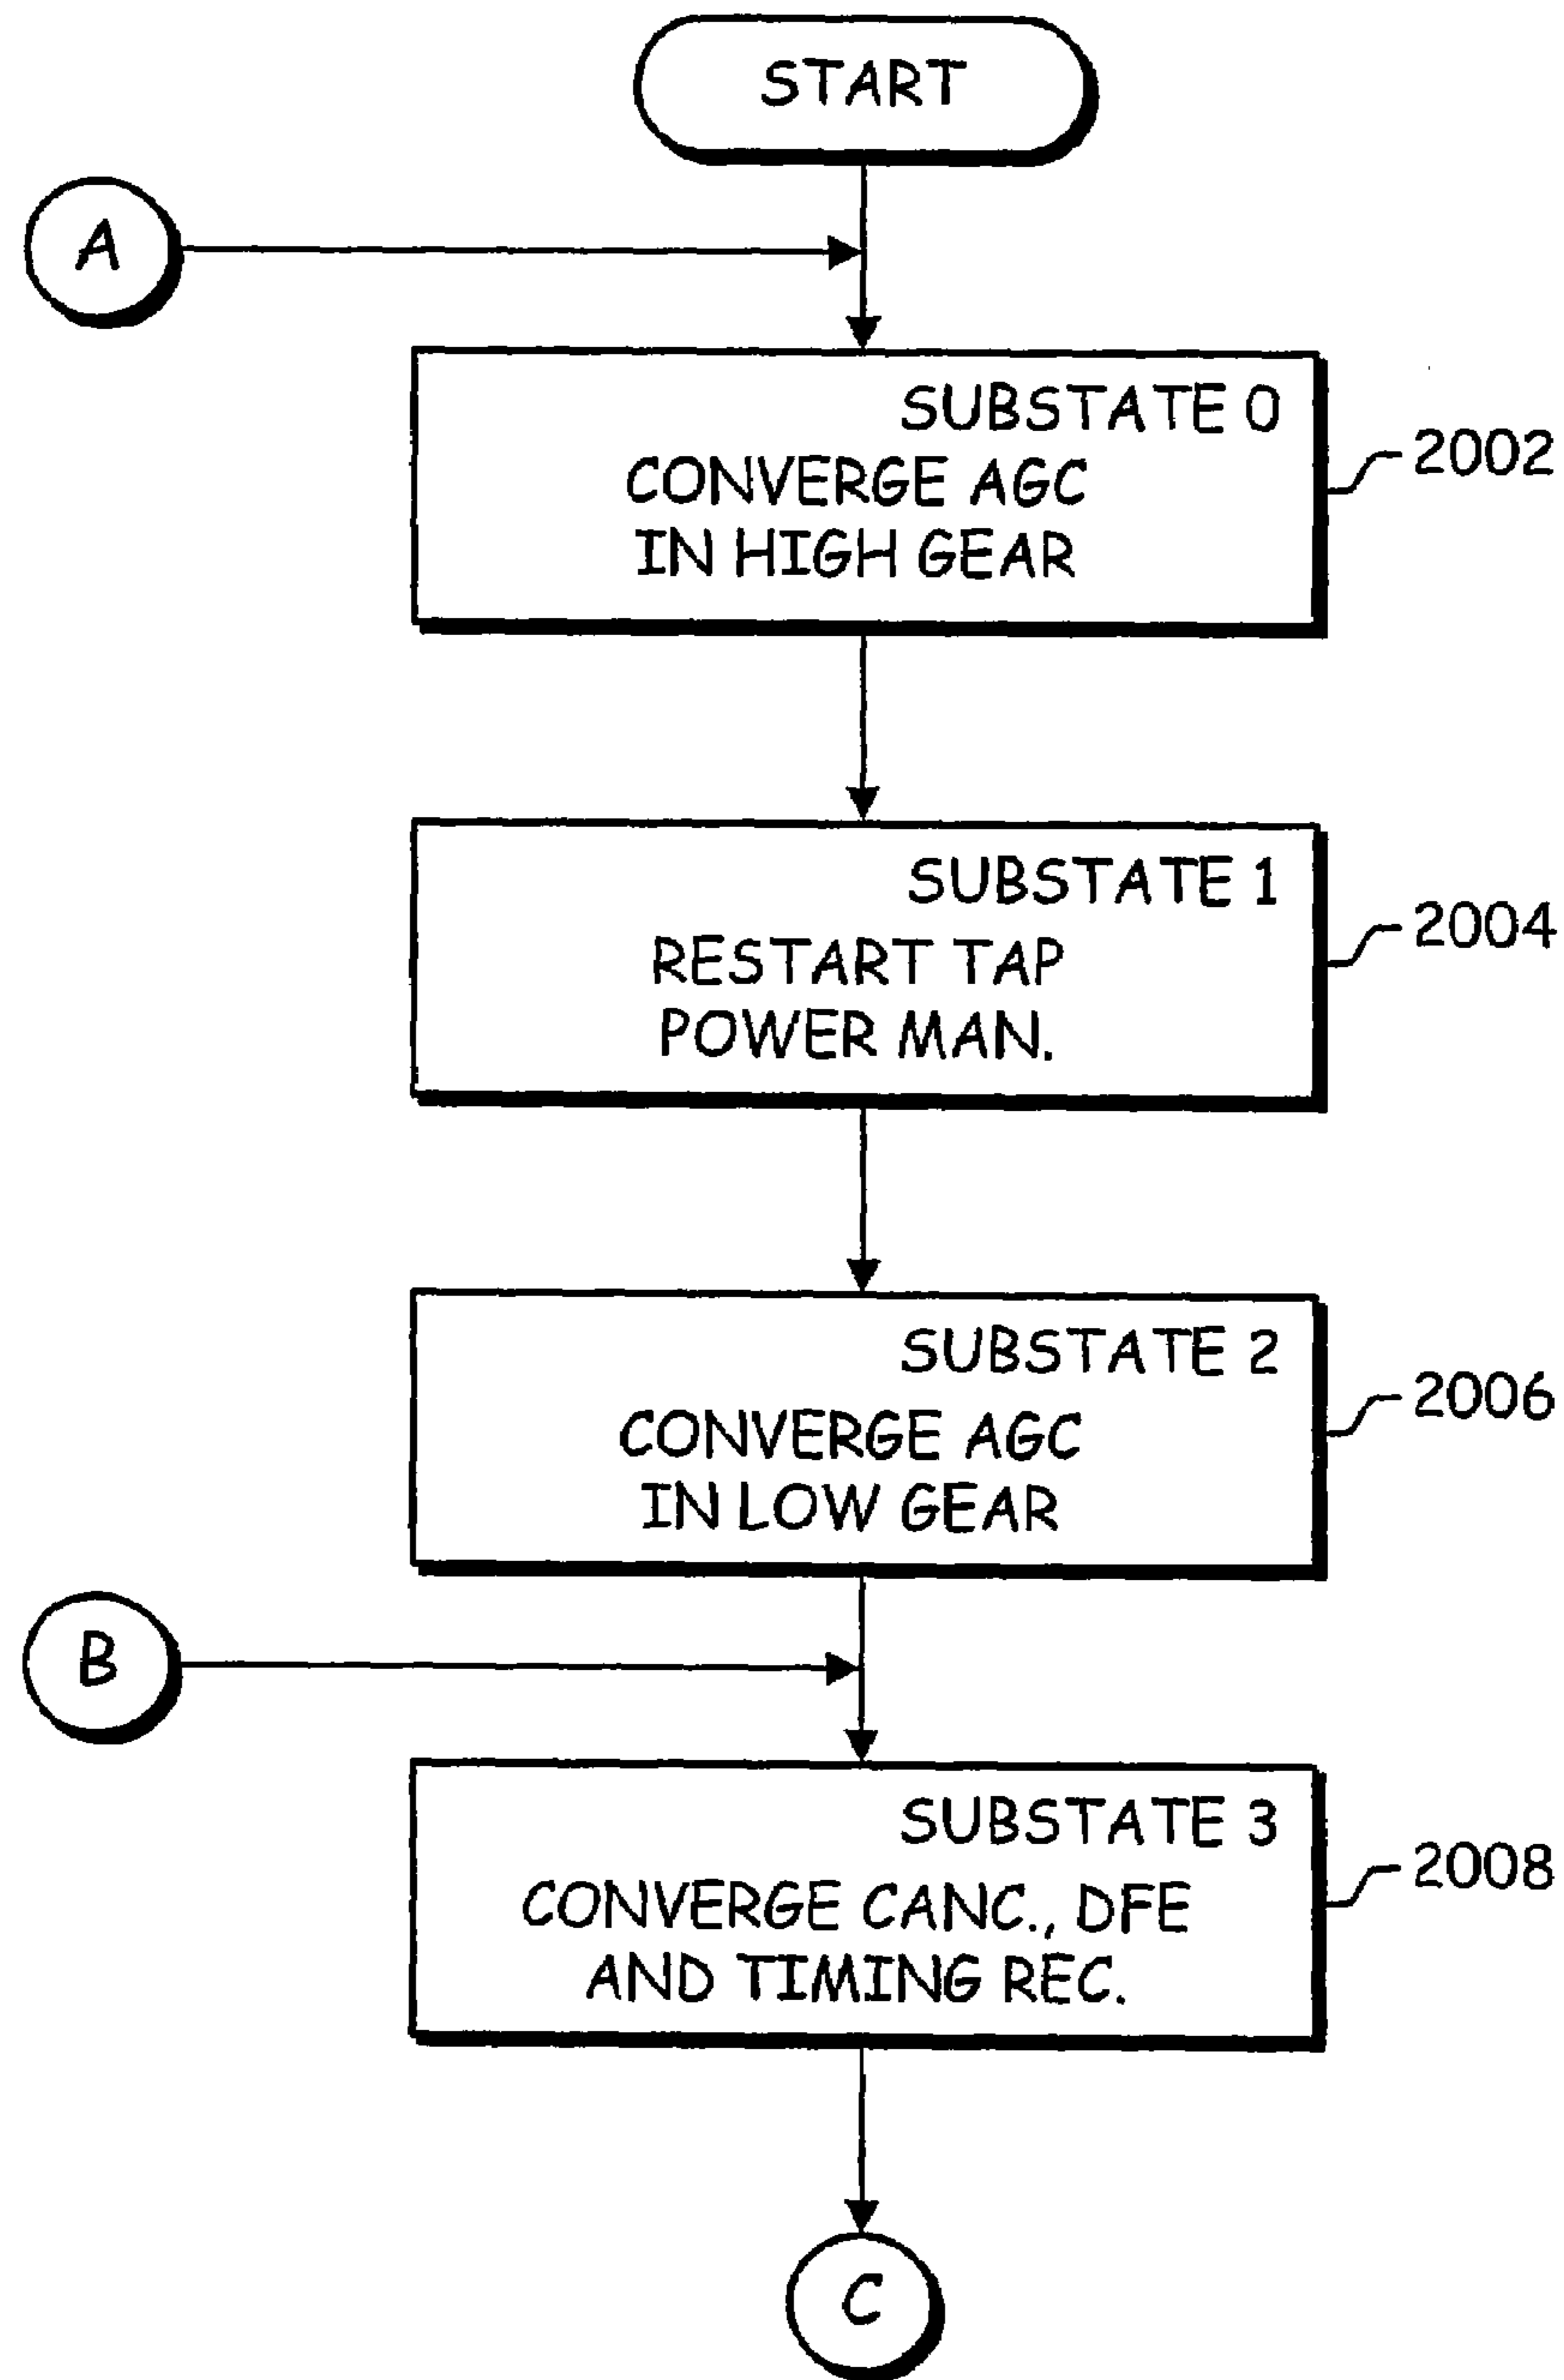 START
A
SUBSTATE 0
CONVERGE AGC
IN HIGH GEAR
2002
SUBSTATE 1
RESTART TAP
POWER MAN.
2004
SUBSTATE 2
CONVERGE AGC
IN LOW GEAR
2006
B
SUBSTATE 3
CONVERGE CANC., DFE
AND TIMING REC.
2008
C